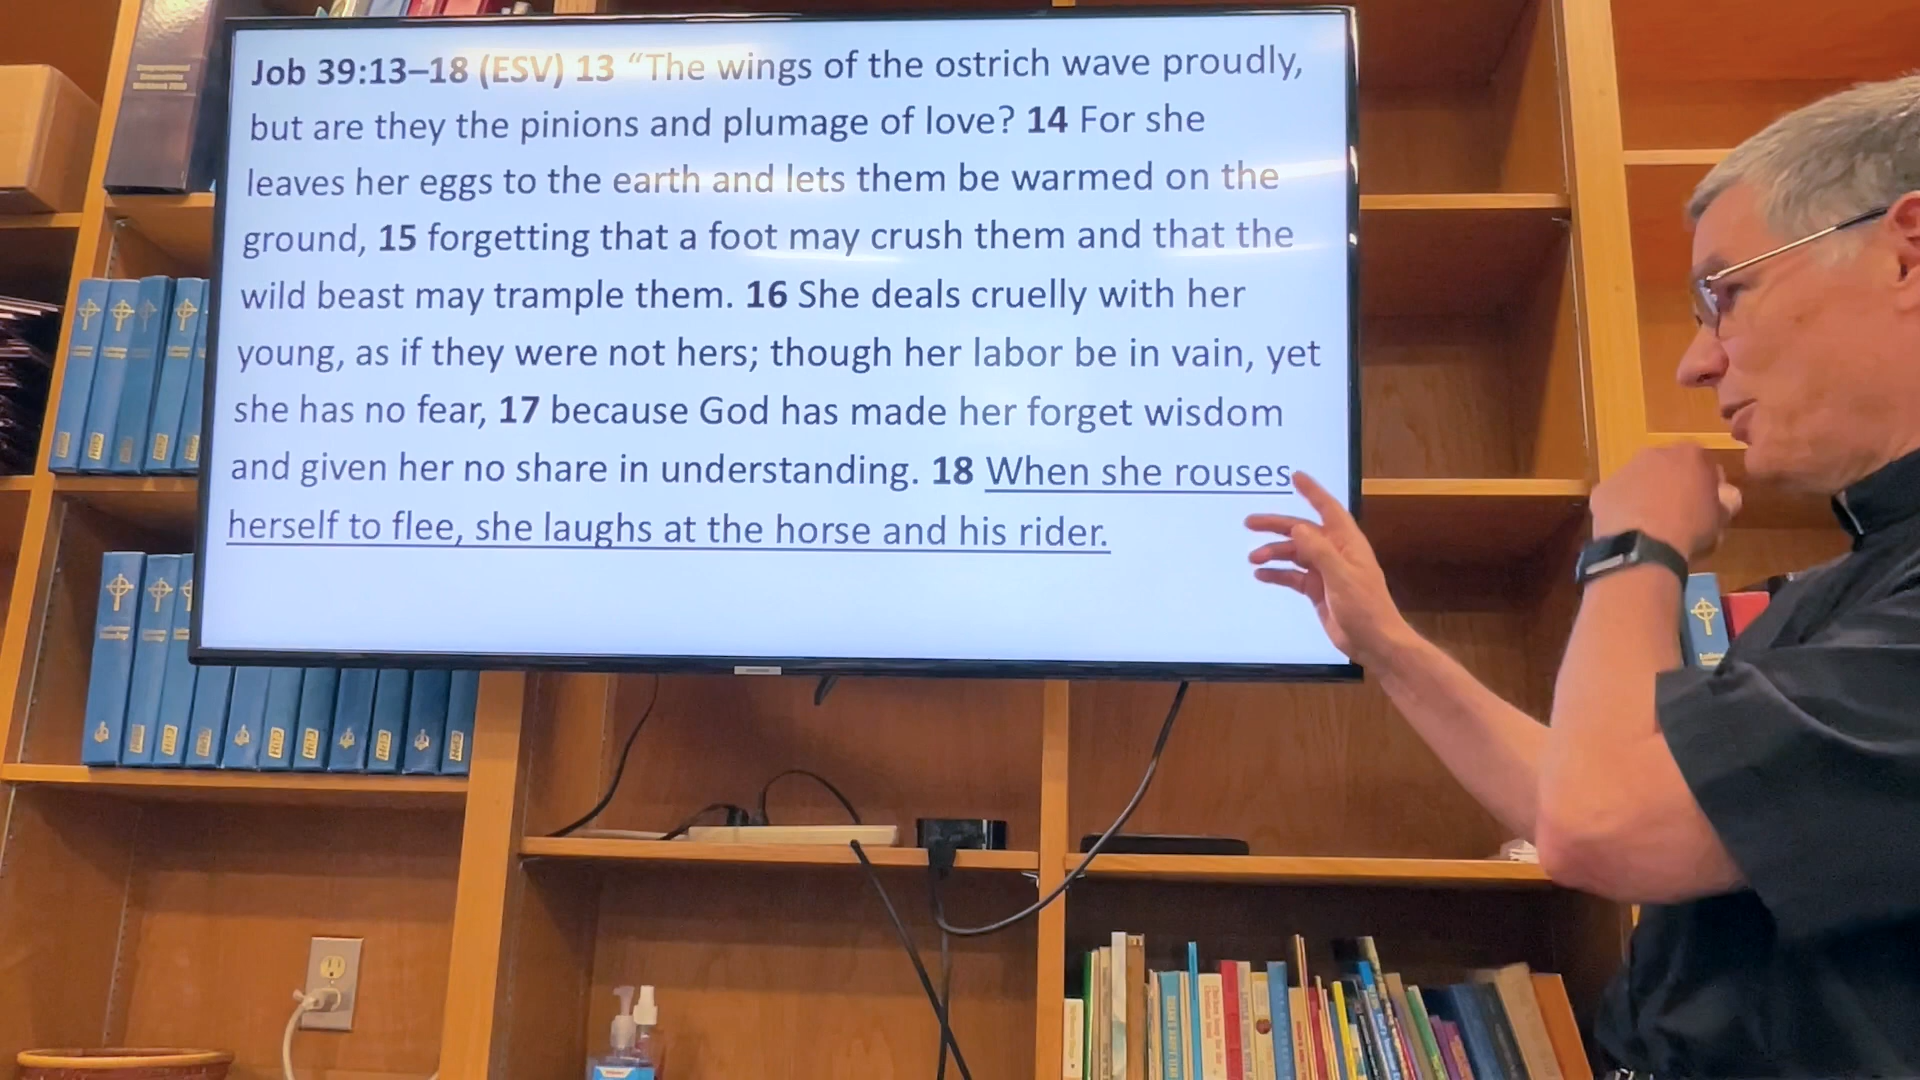 Job 39:13–18 (ESV) 13 “The wings of the ostrich wave proudly,
but are they the pinions and plumage of love? 14 For she
leaves her eggs to the earth and lets them be warmed on the
ground, 15 forgetting that a foot may crush them and that the
wild beast may trample them. 16 She deals cruelly with her
young, as if they were not hers; though her labor be in vain, yet
she has no fear, 17 because God has made her forget wisdom
and given her no share in understanding. 18 When she rouses
herself to flee, she laughs at the horse and his rider.